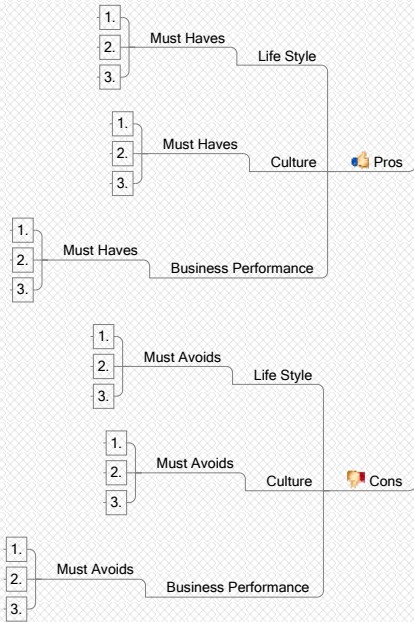 1.
2.
3.
Must Haves
Life Style
1.
2.
3.
Must Haves
Culture
Pros
1.
2.
3.
Must Haves
Business Performance
1.
2.
3.
Must Avoids
Life Style
1.
2.
3.
Must Avoids
Culture
Cons
1.
2.
3.
Must Avoids
Business Performance